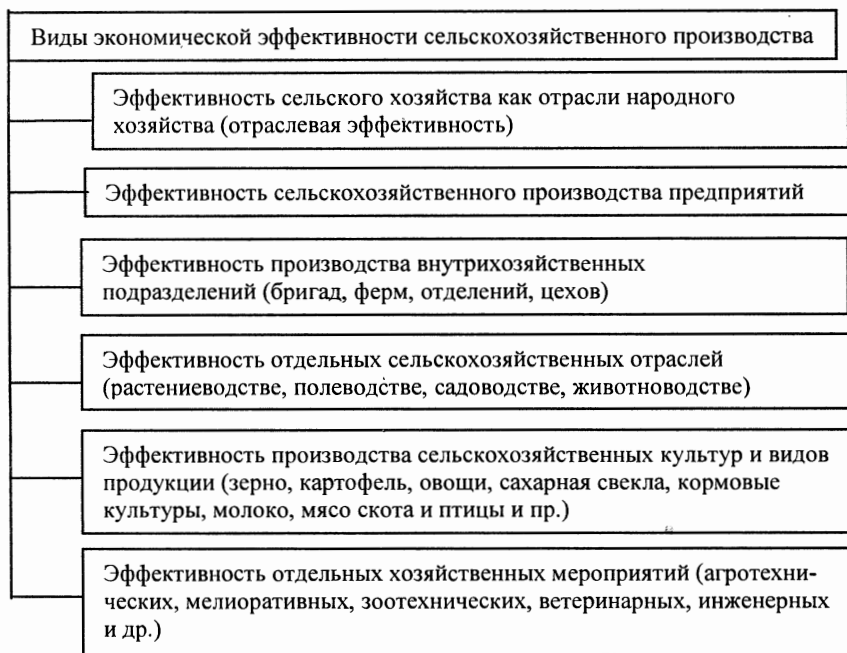 Виды экономической эффективности сельскохозяйственного производства
Эффективность сельского хозяйства как отрасли народного
хозяйства (отраслевая эффективность)
Эффективность сельскохозяйственного производства предприятий
Эффективность производства внутрихозяйственных
подразделений (бригад, ферм, отделений, цехов)
Эффективность отдельных сельскохозяйственных отраслей
(растениеводстве, полеводстве, садоводстве, животноводстве)
Эффективность производства сельскохозяйственных культур и видов
продукции (зерно, картофель, овощи, сахарная свекла, кормовые
культуры, молоко, мясо скота и птицы и пр.)
Эффективность отдельных хозяйственных мероприятий (агротехни-
ческих, мелиоративных, зоотехнических, ветеринарных, инженерных
и др.)